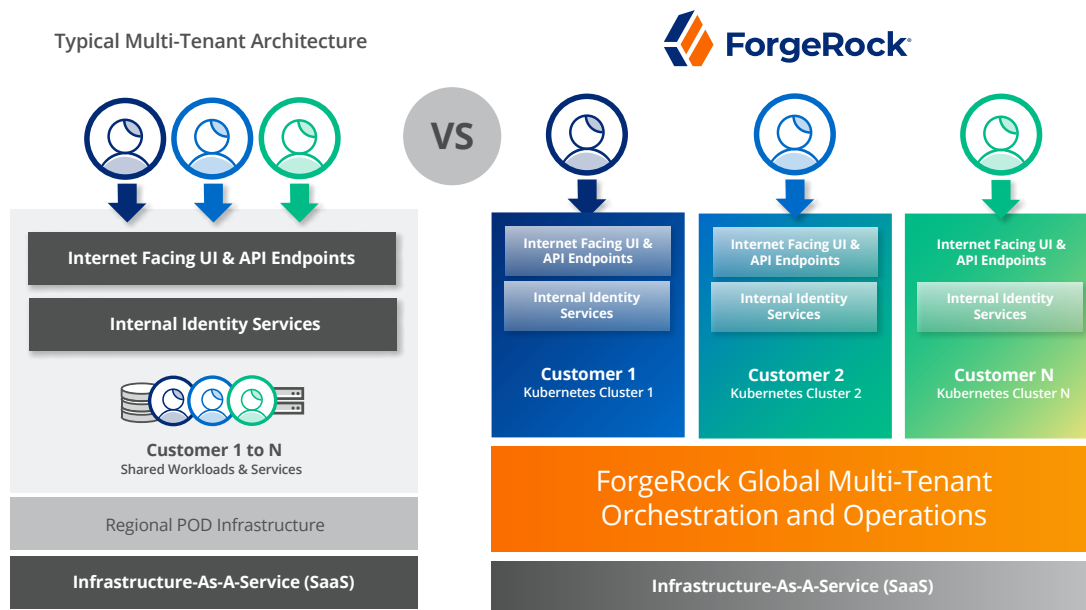 Typical Multi-Tenant Architecture
Internet Facing UI & API Endpoints
Internal Identity Services
Customer 1 to N
Shared Workloads & Services
Regional POD Infrastructure
Infrastructure-As-A-Service (SaaS)
VS
ForgeRock®
Internet Facing UI &
API Endpoints
Internal Identity
Services
Customer 1
Kubernetes Cluster 1
Internet Facing UI &
API Endpoints
Internal Identity
Services
Customer 2
Kubernetes Cluster 2
Internet Facing UI &
API Endpoints
Internal Identity
Services
Customer N
Kubernetes Cluster N
ForgeRock Global Multi-Tenant
Orchestration and Operations
Infrastructure-As-A-Service (SaaS)